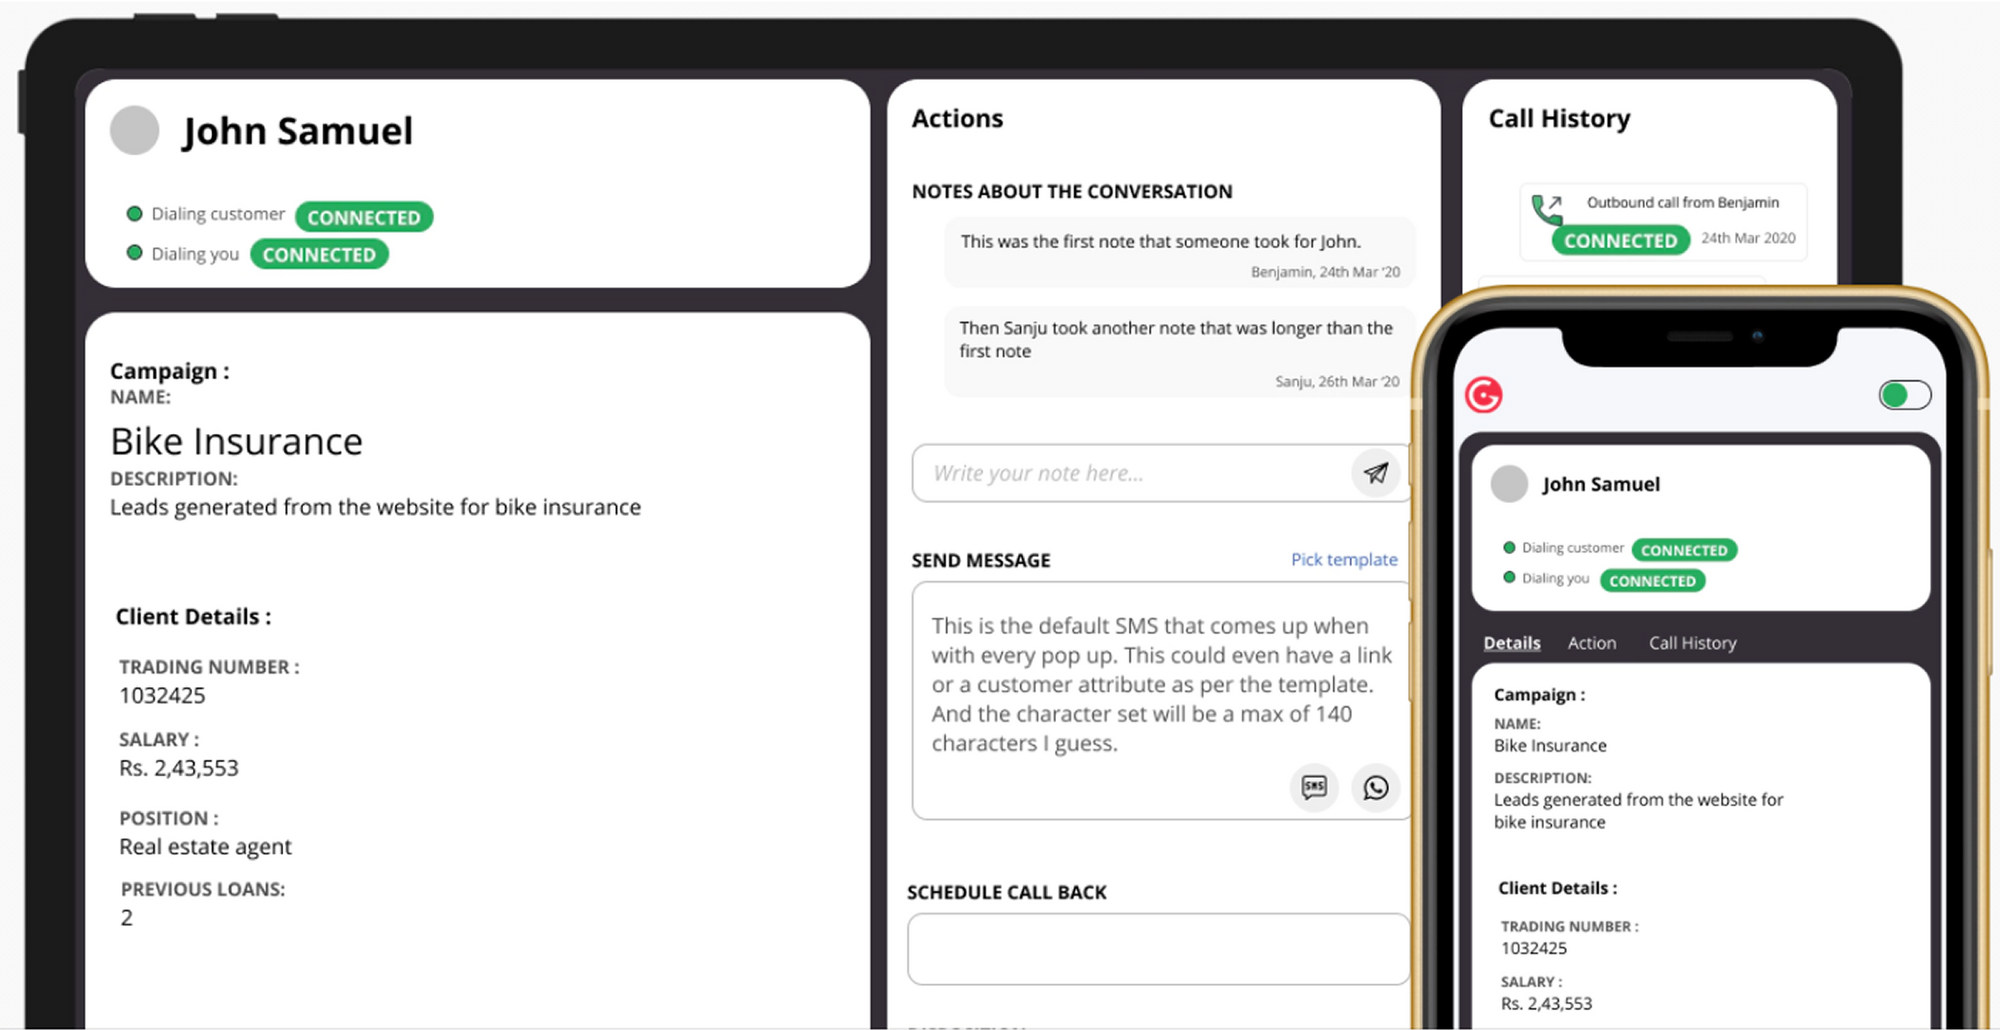 John Samuel
Dialing customer CONNECTED
Dialing you CONNECTED
Campaign :
NAME:
Bike Insurance
DESCRIPTION:
Leads generated from the website for bike insurance
Client Details :
TRADING NUMBER :
1032425
SALARY :
Rs. 2,43,553
POSITION :
Real estate agent
PREVIOUS LOANS:
2
Actions
NOTES ABOUT THE CONVERSATION
This was the first note that someone took for John.
Benjamin, 24th Mar '20
Then Sanju took another note that was longer than the
first note
Sanju, 26th Mar '20
Write your note here...
SEND MESSAGE Pick template
This is the default SMS that comes up when
with every pop up. This could even have a link
or a customer attribute as per the template.
And the character set will be a max of 140
characters I guess.
SMS
SCHEDULE CALL BACK
Call History
Outbound call from Benjamin
CONNECTED 24th Mar 2020
John Samuel
Dialing customer CONNECTED
Dialing you CONNECTED
Details Action Call History
Campaign :
NAME:
Bike Insurance
DESCRIPTION:
Leads generated from the website for
bike insurance
Client Details :
TRADING NUMBER :
1032425
SALARY :
Rs. 2,43,553